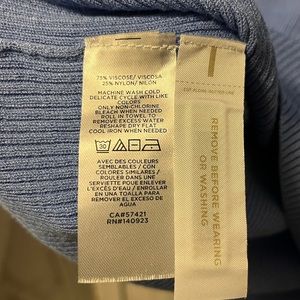 75% VISCOSE/ VISCOSA
25% NYLON/ NILÓN
MACHINE WASH COLD
DELICATE CYCLE WITH LIKE
COLORS
ONLY NON-CHLORINE
BLEACH WHEN NEEDED
ROLL IN TOWEL TO
REMOVE EXCESS WATER
RESHAPE DRY FLAT
COOL IRON WHEN NEEDED
30
AVEC DES COULEURS
SEMBLABLES / CON
COLORES SIMILARES /
ROULER DANS UNE
SERVIETTE POUR ENLEVER
L'EXCÈS D'EAU / ENROLLAR
EN UNA TOALLA PARA
REMOVER EL EXCESO DE
AGUA
CA#57421
RN#140923
REMOVE BEFORE WEARING
OR WASHING